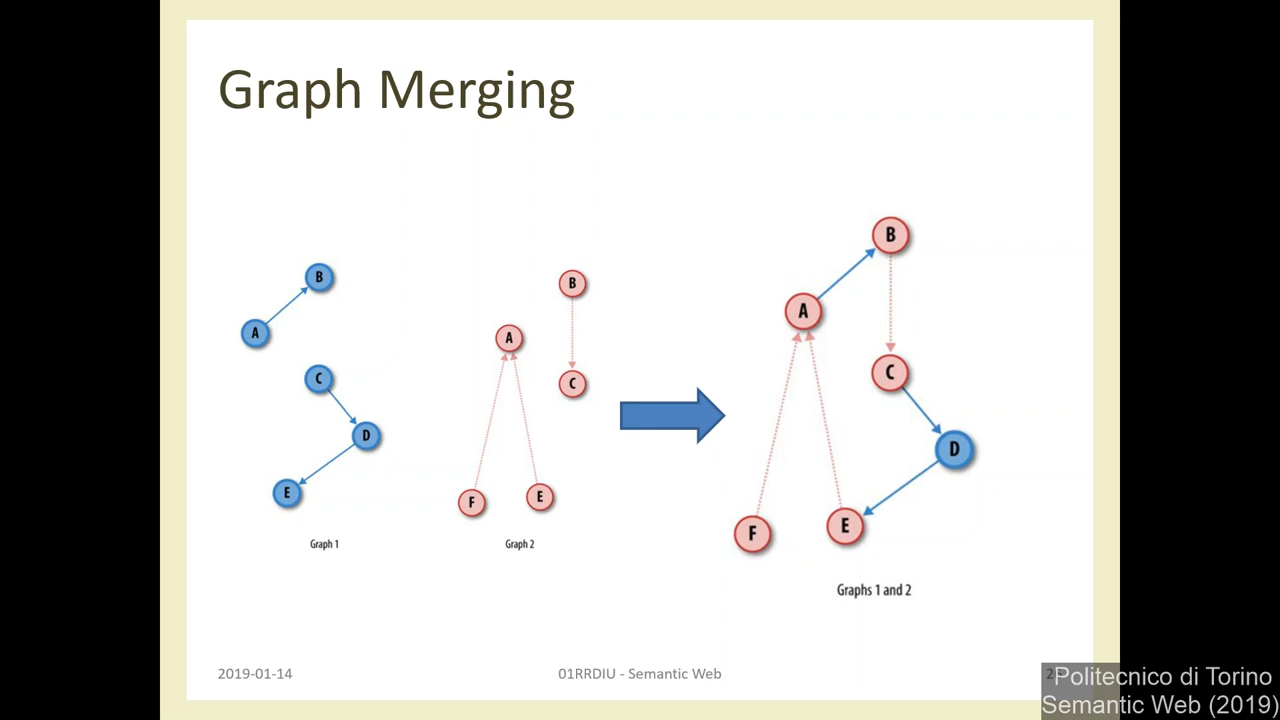 Graph Merging
B
A
C
D
E
Graph 1
B
A
C
F
E
Graph 2
B
A
C
D
F
E
Graphs 1 and 2
2019-01-14
01RRDIU - Semantic Web
Politecnico di Torino
Semantic Web (2019)